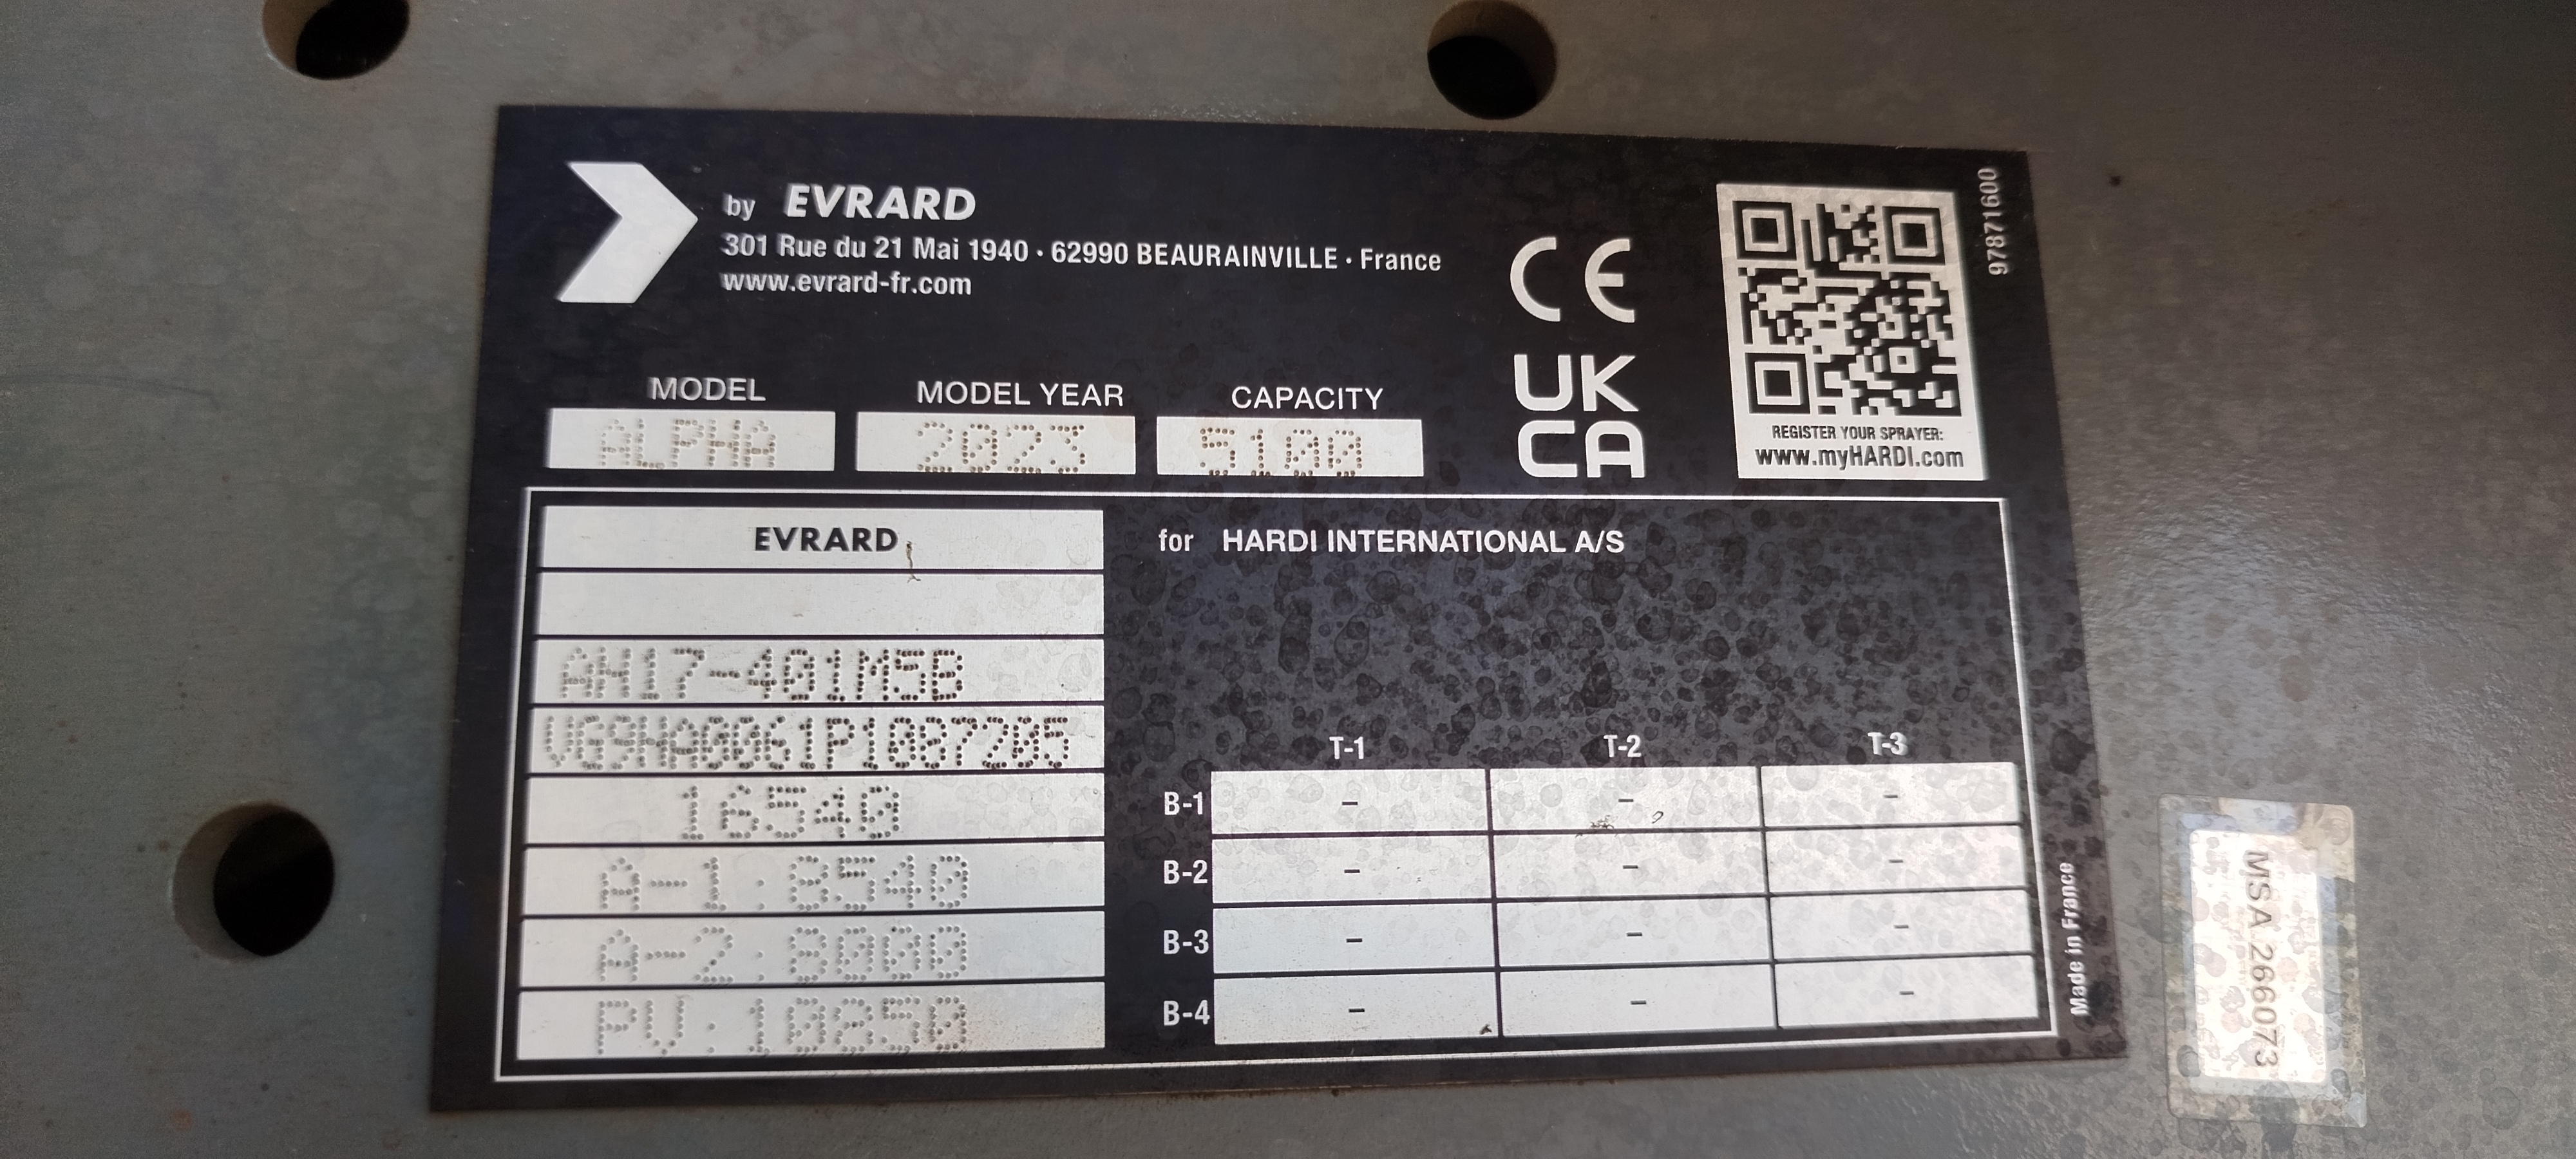 by EVRARD
301 Rue du 21 Mai 1940 · 62990 BEAURAINVILLE · France
www.evrard-fr.com
CE
UK
CA
97871600
REGISTER YOUR SPRAYER:
www.myHARDI.com
MODEL MODEL YEAR CAPACITY
ALPHA 2023 5100
EVRARD for HARDI INTERNATIONAL A/S
AH17-401M5B
VG9HA0061P1087205
16540
A-1:8540
A-2:8000
PV:10850
T-1 T-2 T-3
B-1 - - -
B-2 - - -
B-3 - - -
B-4 - - -
Made in France
MSA 2660073